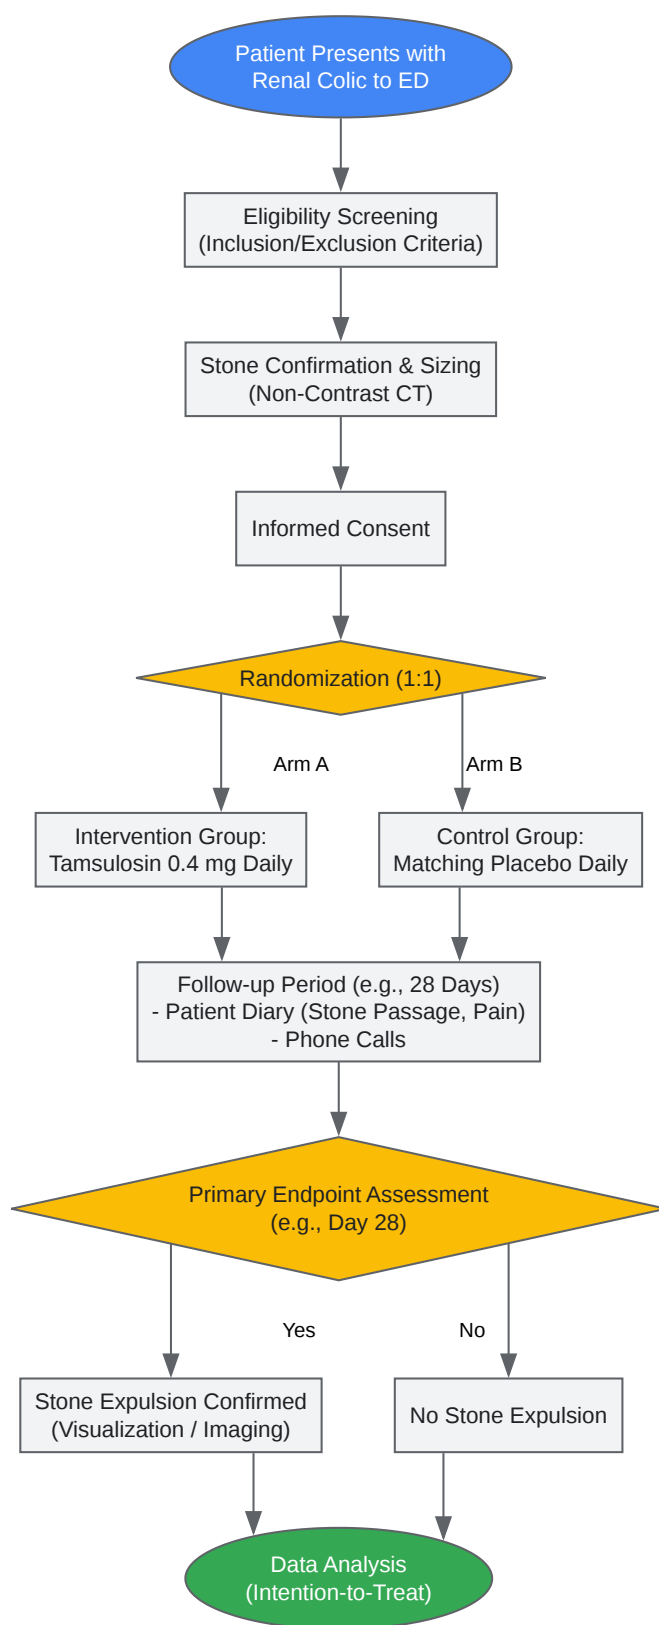 Patient Presents with
Renal Colic to ED
Eligibility Screening
(Inclusion/Exclusion Criteria)
Stone Confirmation & Sizing
(Non-Contrast CT)
Informed Consent
Randomization (1:1)
Arm A
Arm B
Intervention Group:
Tamsulosin 0.4 mg Daily
Control Group:
Matching Placebo Daily
Follow-up Period (e.g., 28 Days)
- Patient Diary (Stone Passage, Pain)
- Phone Calls
Primary Endpoint Assessment
(e.g., Day 28)
Yes
No
Stone Expulsion Confirmed
(Visualization / Imaging)
No Stone Expulsion
Data Analysis
(Intention-to-Treat)